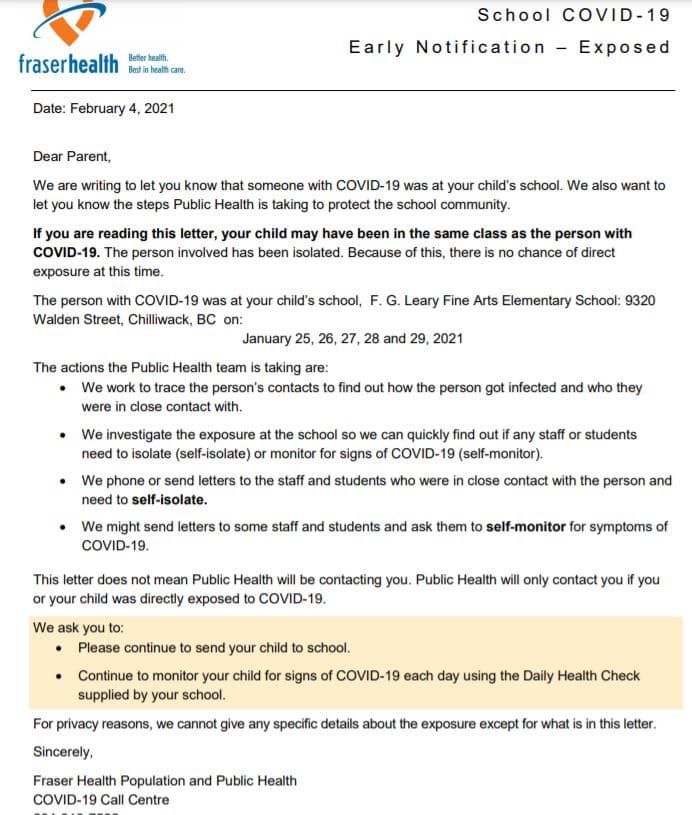 School COVID-19
Early Notification – Exposed
fraserhealth
Better health.
Best in health care.
Date: February 4, 2021
Dear Parent,
We are writing to let you know that someone with COVID-19 was at your child's school. We also want to
let you know the steps Public Health is taking to protect the school community.
If you are reading this letter, your child may have been in the same class as the person with
COVID-19. The person involved has been isolated. Because of this, there is no chance of direct
exposure at this time.
The person with COVID-19 was at your child's school, F. G. Leary Fine Arts Elementary School: 9320
Walden Street, Chilliwack, BC on:
January 25, 26, 27, 28 and 29, 2021
The actions the Public Health team is taking are:
• We work to trace the person's contacts to find out how the person got infected and who they
were in close contact with.
• We investigate the exposure at the school so we can quickly find out if any staff or students
need to isolate (self-isolate) or monitor for signs of COVID-19 (self-monitor).
• We phone or send letters to the staff and students who were in close contact with the person and
need to self-isolate.
• We might send letters to some staff and students and ask them to self-monitor for symptoms of
COVID-19.
This letter does not mean Public Health will be contacting you. Public Health will only contact you if you
or your child was directly exposed to COVID-19.
We ask you to:
• Please continue to send your child to school.
• Continue to monitor your child for signs of COVID-19 each day using the Daily Health Check
supplied by your school.
For privacy reasons, we cannot give any specific details about the exposure except for what is in this letter.
Sincerely,
Fraser Health Population and Public Health
COVID-19 Call Centre